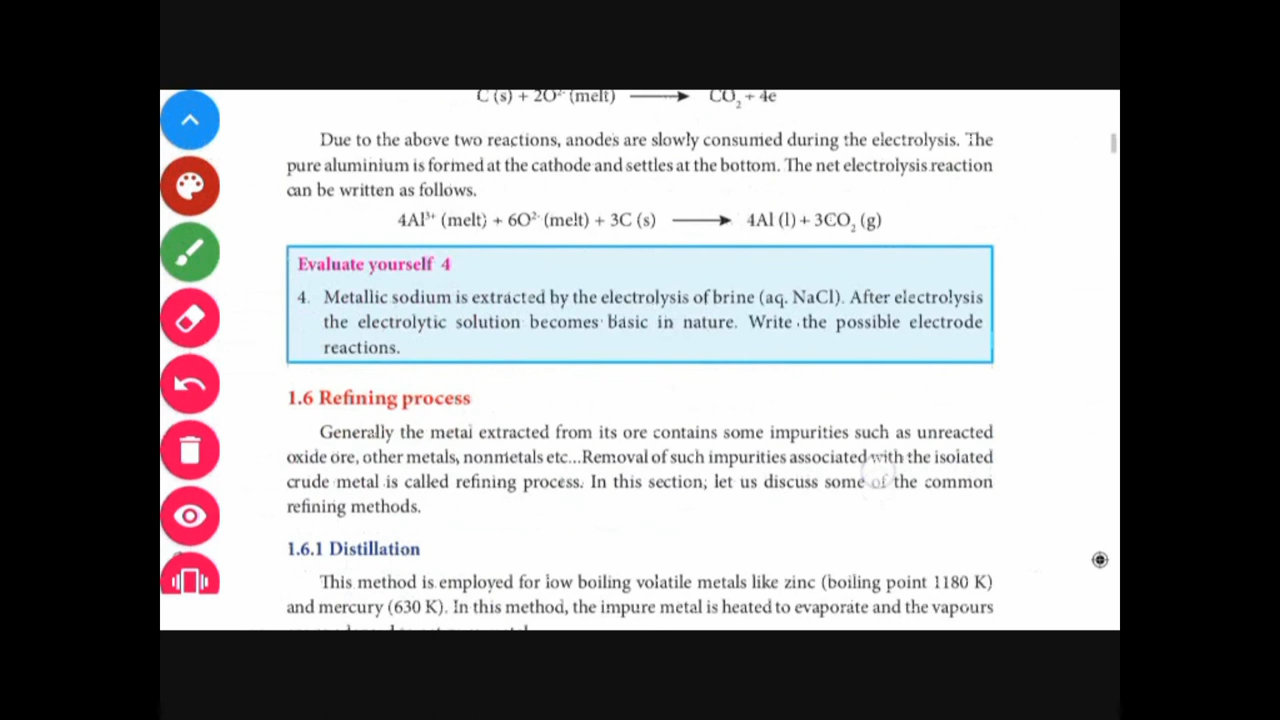 C (s) + 2O²⁻ (melt) ⟶ CO₂ + 4e
Due to the above two reactions, anodes are slowly consumed during the electrolysis. The
pure aluminium is formed at the cathode and settles at the bottom. The net electrolysis reaction
can be written as follows.
4Al³⁺ (melt) + 6O²⁻ (melt) + 3C (s) ⟶ 4Al (l) + 3CO₂ (g)
Evaluate yourself 4
4. Metallic sodium is extracted by the electrolysis of brine (aq. NaCl). After electrolysis
the electrolytic solution becomes basic in nature. Write the possible electrode
reactions.
1.6 Refining process
Generally the metal extracted from its ore contains some impurities such as unreacted
oxide ore, other metals, nonmetals etc...Removal of such impurities associated with the isolated
crude metal is called refining process. In this section, let us discuss some of the common
refining methods.
1.6.1 Distillation
This method is employed for low boiling volatile metals like zinc (boiling point 1180 K)
and mercury (630 K). In this method, the impure metal is heated to evaporate and the vapours